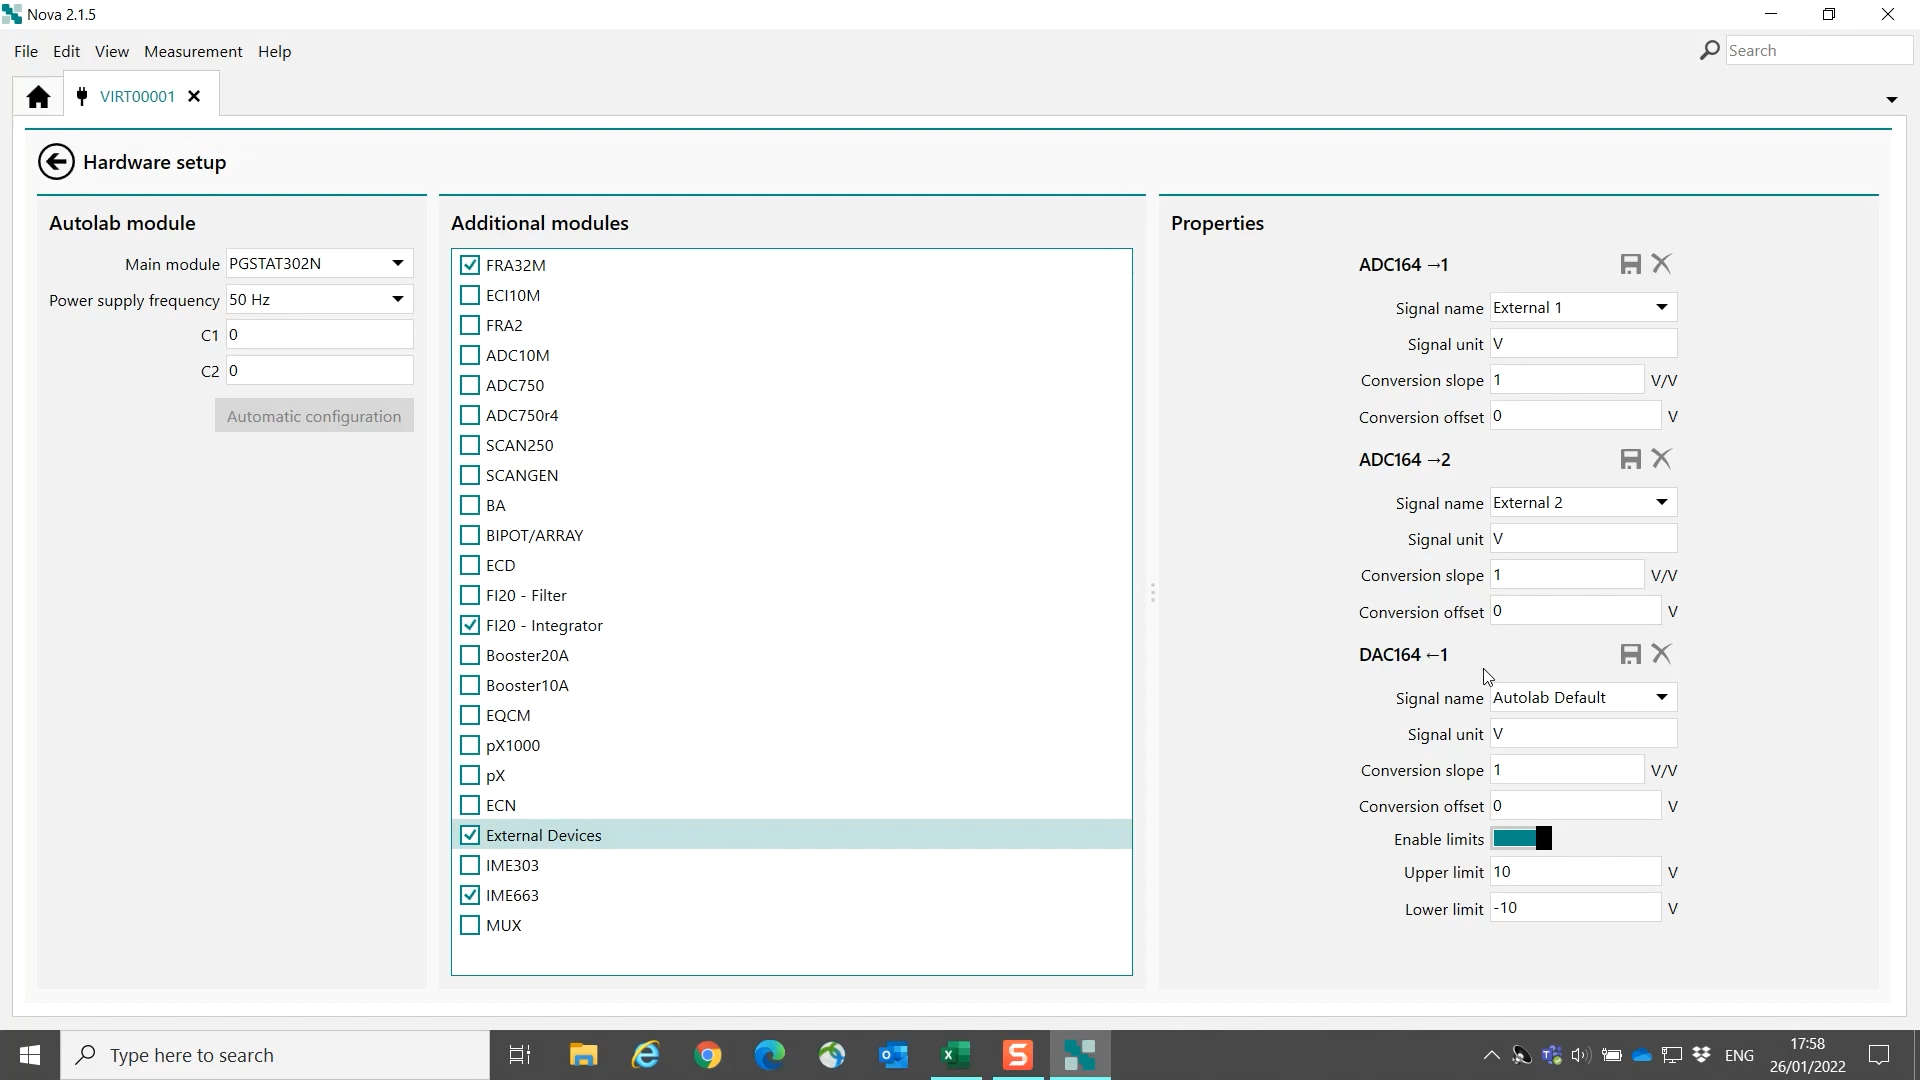 Nova 2.1.5
File Edit View Measurement Help
Search
VIRT00001
Hardware setup
Autolab module
Main module PGSTAT302N
Power supply frequency 50 Hz
C1 0
C2 0
Automatic configuration
Additional modules
FRA32M
ECI10M
FRA2
ADC10M
ADC750
ADC750r4
SCAN250
SCANGEN
BA
BIPOT/ARRAY
ECD
FI20 - Filter
FI20 - Integrator
Booster20A
Booster10A
EQCM
pX1000
pX
ECN
External Devices
IME303
IME663
MUX
Properties
ADC164 →1
Signal name External 1
Signal unit V
Conversion slope 1 V/V
Conversion offset 0 V
ADC164 →2
Signal name External 2
Signal unit V
Conversion slope 1 V/V
Conversion offset 0 V
DAC164 ←1
Signal name Autolab Default
Signal unit V
Conversion slope 1 V/V
Conversion offset 0 V
Enable limits
Upper limit 10 V
Lower limit -10 V
Type here to search
ENG
17:58
26/01/2022